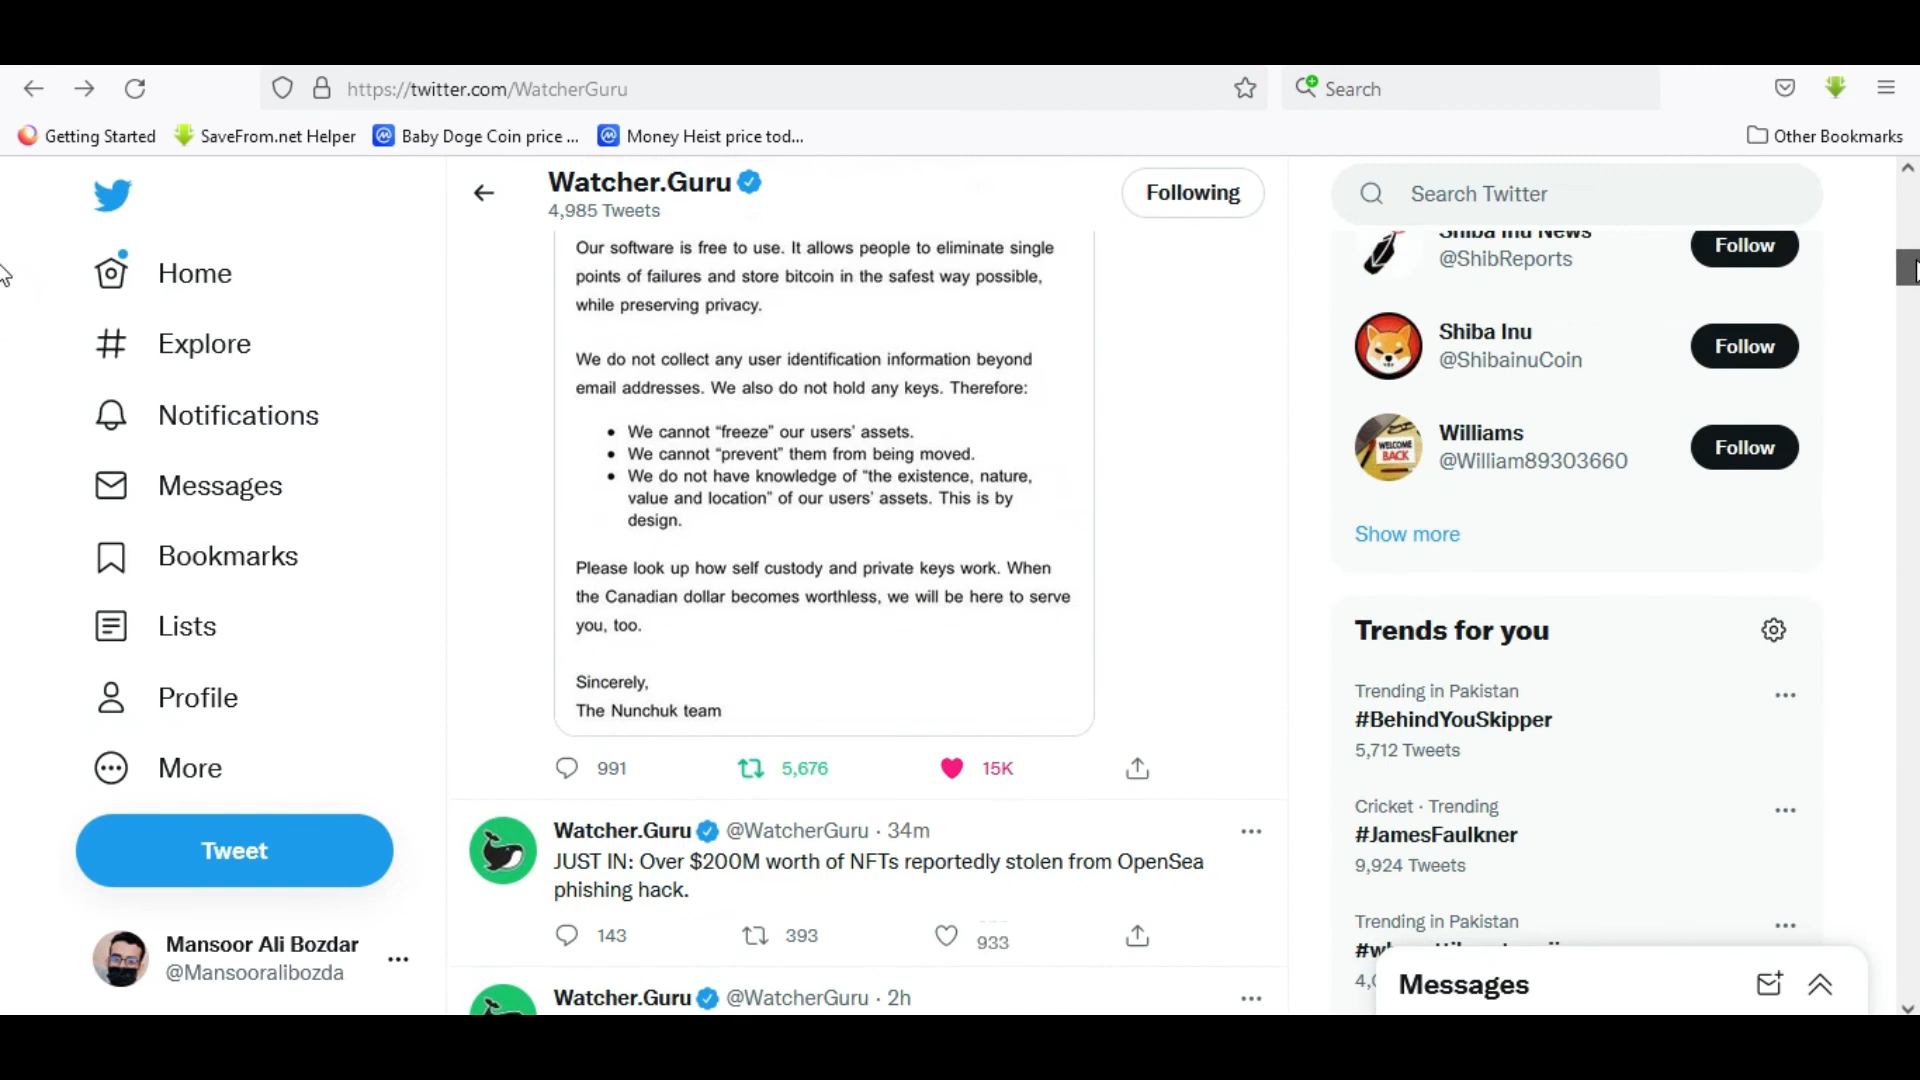 https://twitter.com/WatcherGuru
Search
Getting Started
SaveFrom.net Helper
Baby Doge Coin price ...
Money Heist price tod...
Other Bookmarks
Home
Explore
Notifications
Messages
Bookmarks
Lists
Profile
More
Tweet
Mansoor Ali Bozdar
@Mansooralibozda
Watcher.Guru
4,985 Tweets
Following
Our software is free to use. It allows people to eliminate single
points of failures and store bitcoin in the safest way possible,
while preserving privacy.
We do not collect any user identification information beyond
email addresses. We also do not hold any keys. Therefore:
• We cannot “freeze” our users’ assets.
• We cannot “prevent” them from being moved.
• We do not have knowledge of “the existence, nature,
value and location” of our users’ assets. This is by
design.
Please look up how self custody and private keys work. When
the Canadian dollar becomes worthless, we will be here to serve
you, too.
Sincerely,
The Nunchuk team
991 5,676 15K
Watcher.Guru @WatcherGuru · 34m
JUST IN: Over $200M worth of NFTs reportedly stolen from OpenSea
phishing hack.
143 393 933
Watcher.Guru @WatcherGuru · 2h
Search Twitter
Shiba Inu News
@ShibReports
Follow
Shiba Inu
@ShibainuCoin
Follow
WELCOME
BACK
Williams
@William89303660
Follow
Show more
Trends for you
Trending in Pakistan
#BehindYouSkipper
5,712 Tweets
Cricket · Trending
#JamesFaulkner
9,924 Tweets
Trending in Pakistan
Messages